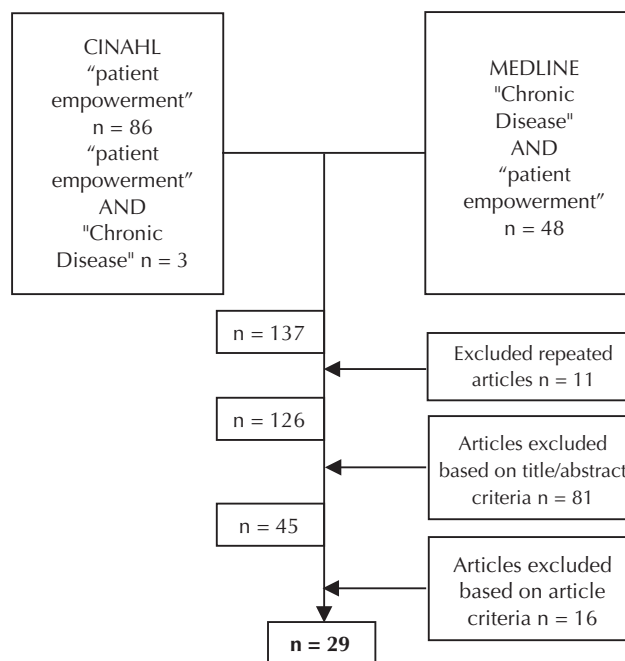 CINAHL
“patient
empowerment”
n = 86
“patient
empowerment”
AND
"Chronic
Disease" n = 3
MEDLINE
"Chronic
Disease"
AND
“patient
empowerment”
n = 48
n = 137
Excluded repeated
articles n = 11
n = 126
Articles excluded
based on title/abstract
criteria n = 81
n = 45
Articles excluded
based on article
criteria n = 16
n = 29